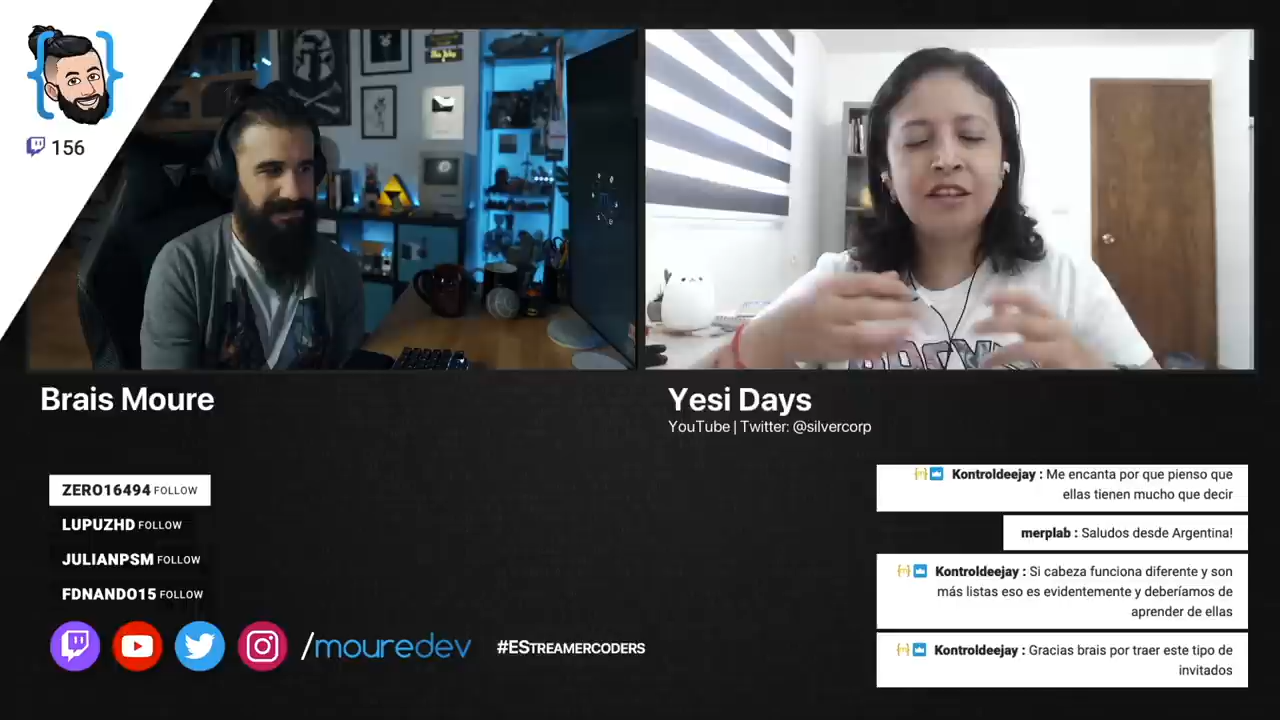 156
Brais Moure
Yesi Days
YouTube | Twitter: @silvercorp
ZERO16494 FOLLOW
LUPUZHD FOLLOW
JULIANPSM FOLLOW
FDNANDO15 FOLLOW
/mouredev
#ESTREAMERCODERS
Kontroldeejay : Me encanta por que pienso que
ellas tienen mucho que decir
merplab : Saludos desde Argentina!
Kontroldeejay : Si cabeza funciona diferente y son
más listas eso es evidentemente y deberíamos de
aprender de ellas
Kontroldeejay : Gracias brais por traer este tipo de
invitados